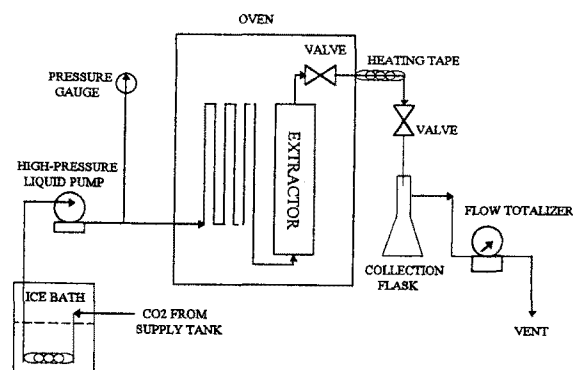 OVEN
VALVE
HEATING TAPE
PRESSURE
GAUGE
VALVE
EXTRACTOR
HIGH-PRESSURE
LIQUID PUMP
FLOW TOTALIZER
COLLECTION
FLASK
ICE BATH
CO2 FROM
SUPPLY TANK
VENT